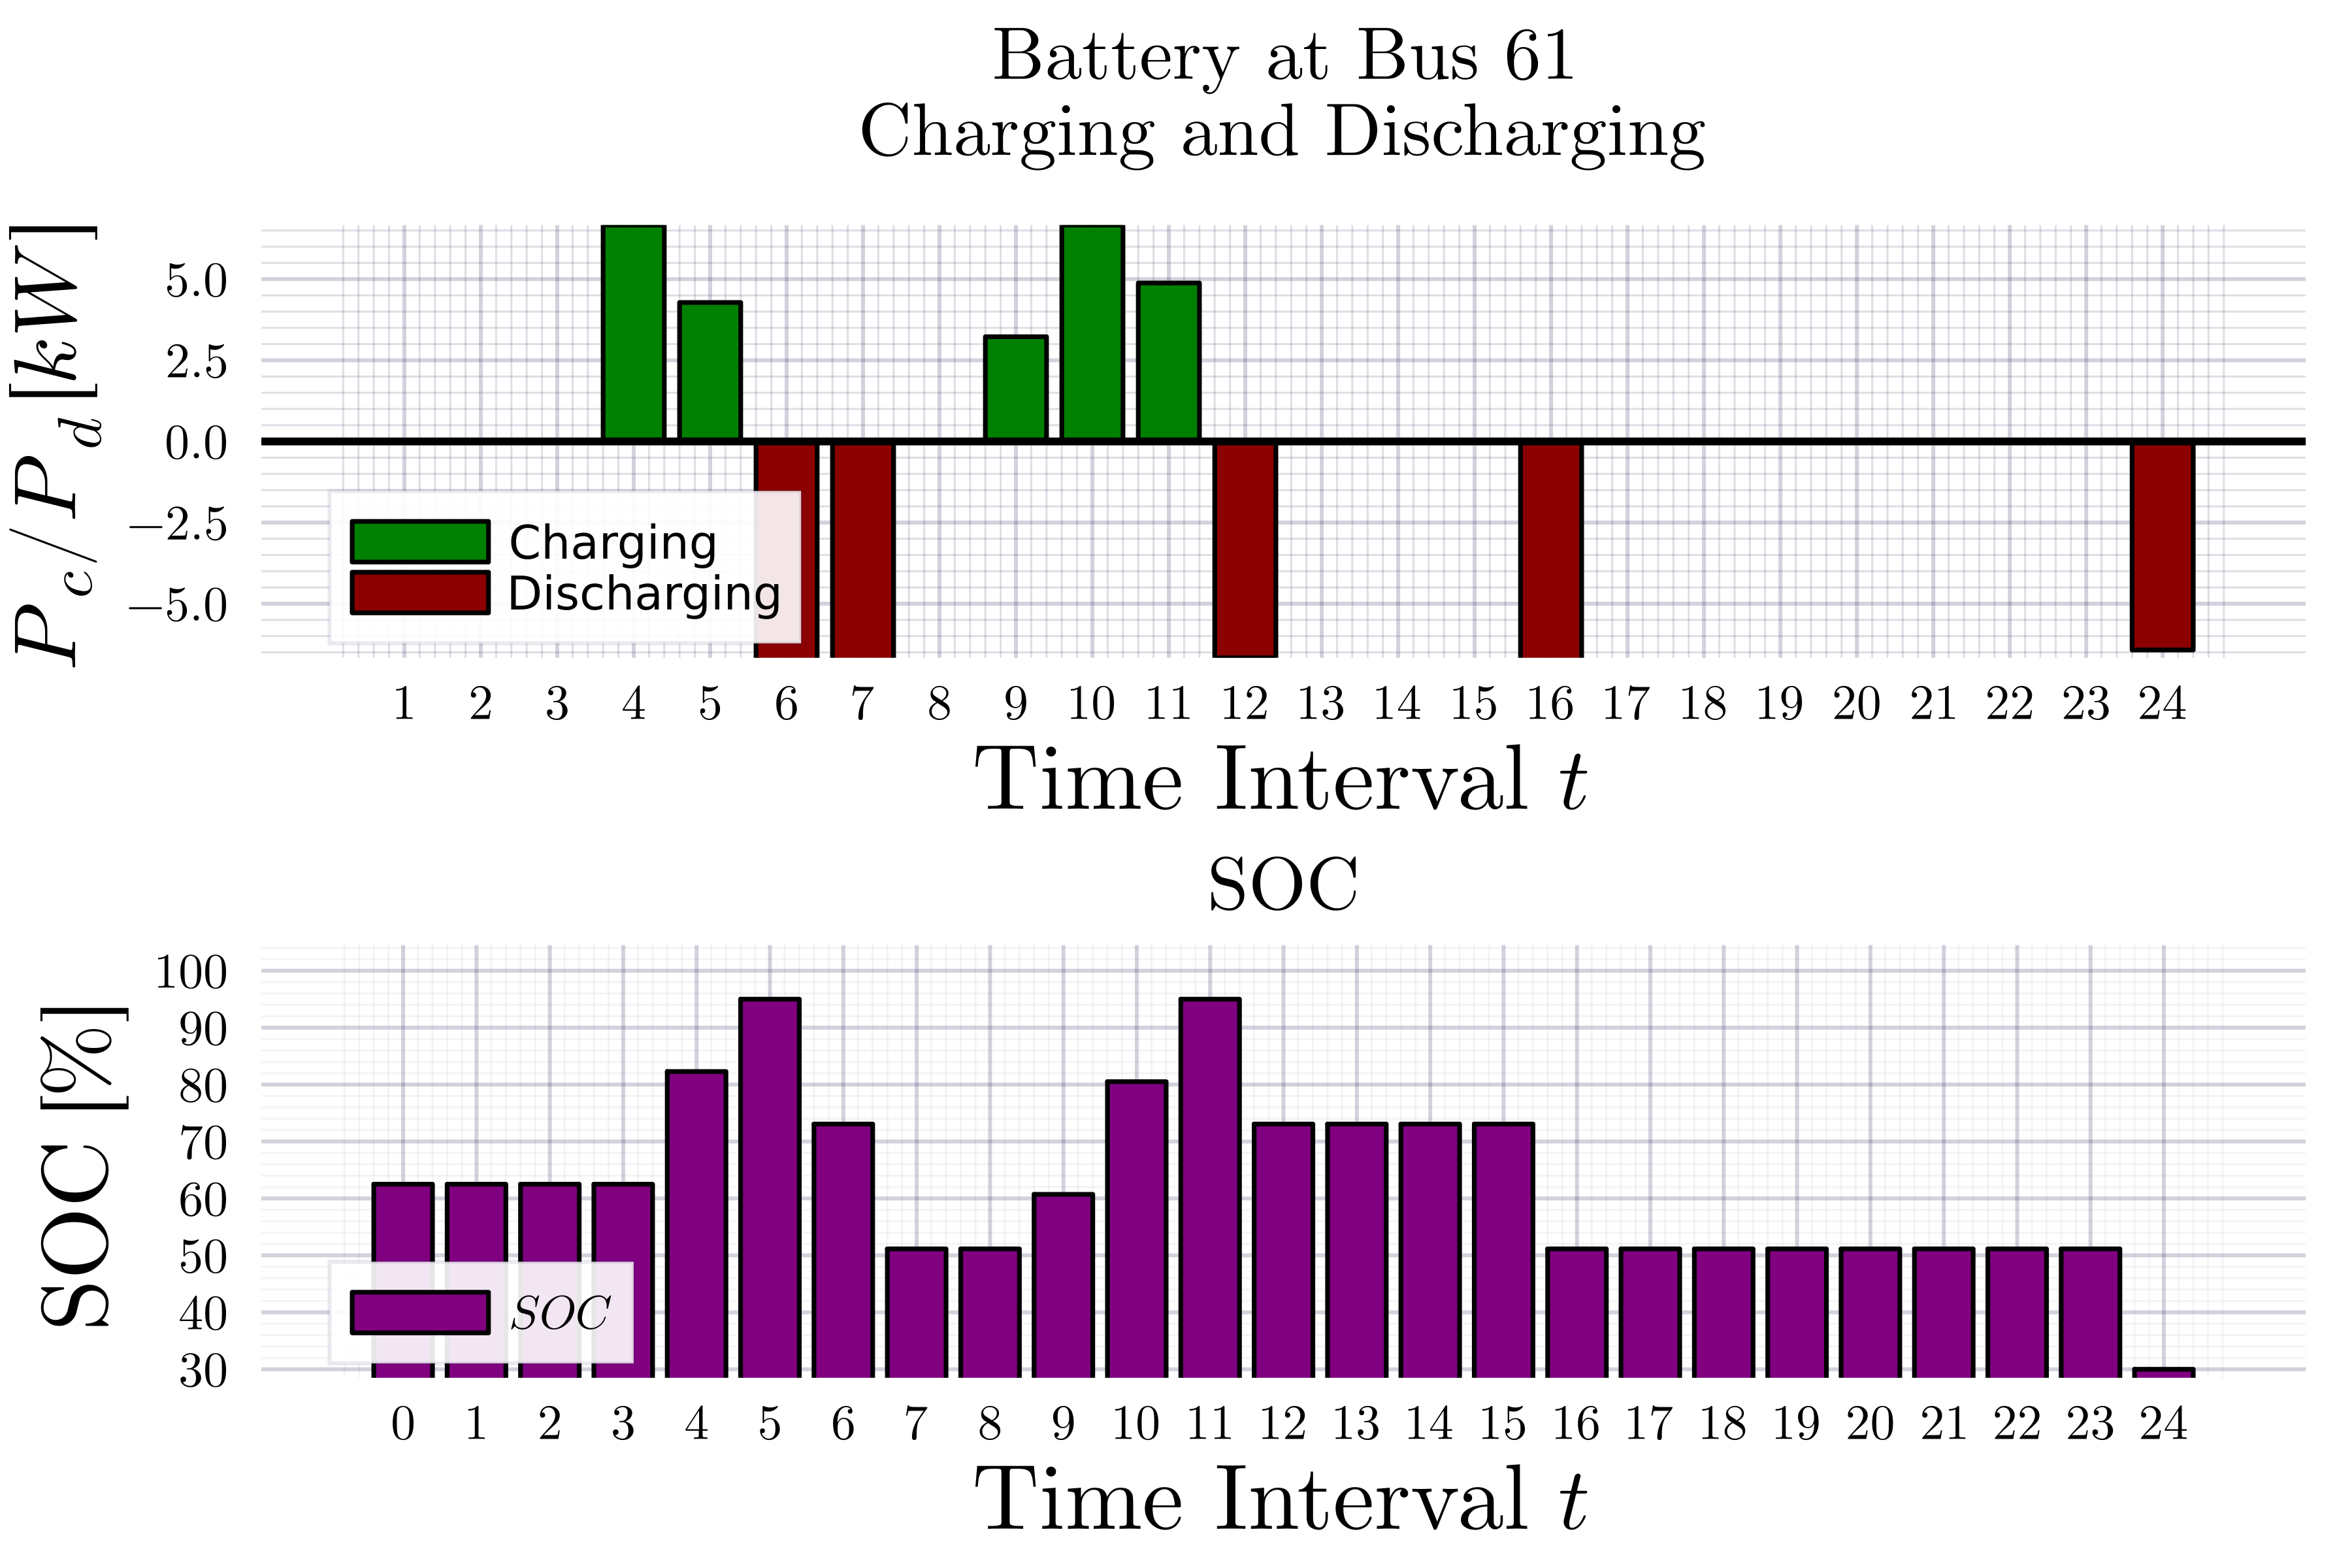 Battery at Bus 61
Charging and Discharging
P_c/P_d [kW]
5.0
2.5
0.0
−2.5
−5.0
Charging
Discharging
1 2 3 4 5 6 7 8 9 10 11 12 13 14 15 16 17 18 19 20 21 22 23 24
Time Interval t
SOC
SOC [%]
100
90
80
70
60
50
40
30
SOC
0 1 2 3 4 5 6 7 8 9 10 11 12 13 14 15 16 17 18 19 20 21 22 23 24
Time Interval t